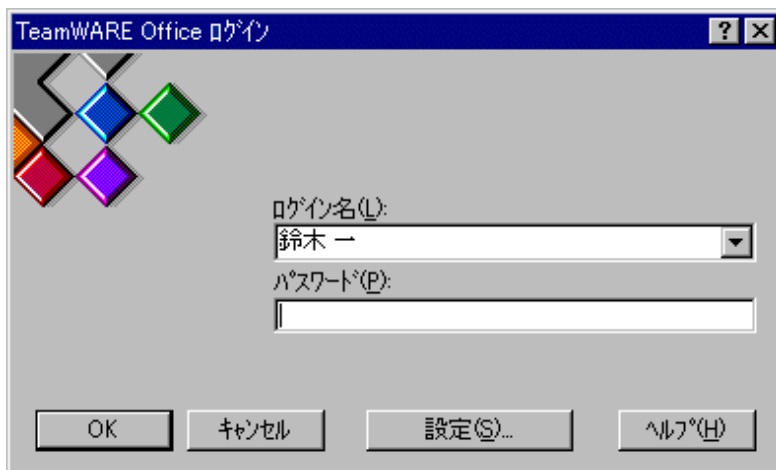 TeamWARE Office ﾛｸﾞｲﾝ
ﾛｸﾞｲﾝ名(L):
鈴木 一
ﾊﾟｽﾜｰﾄﾞ(P):
OK
ｷｬﾝｾﾙ
設定(S)...
ﾍﾙﾌﾟ(H)